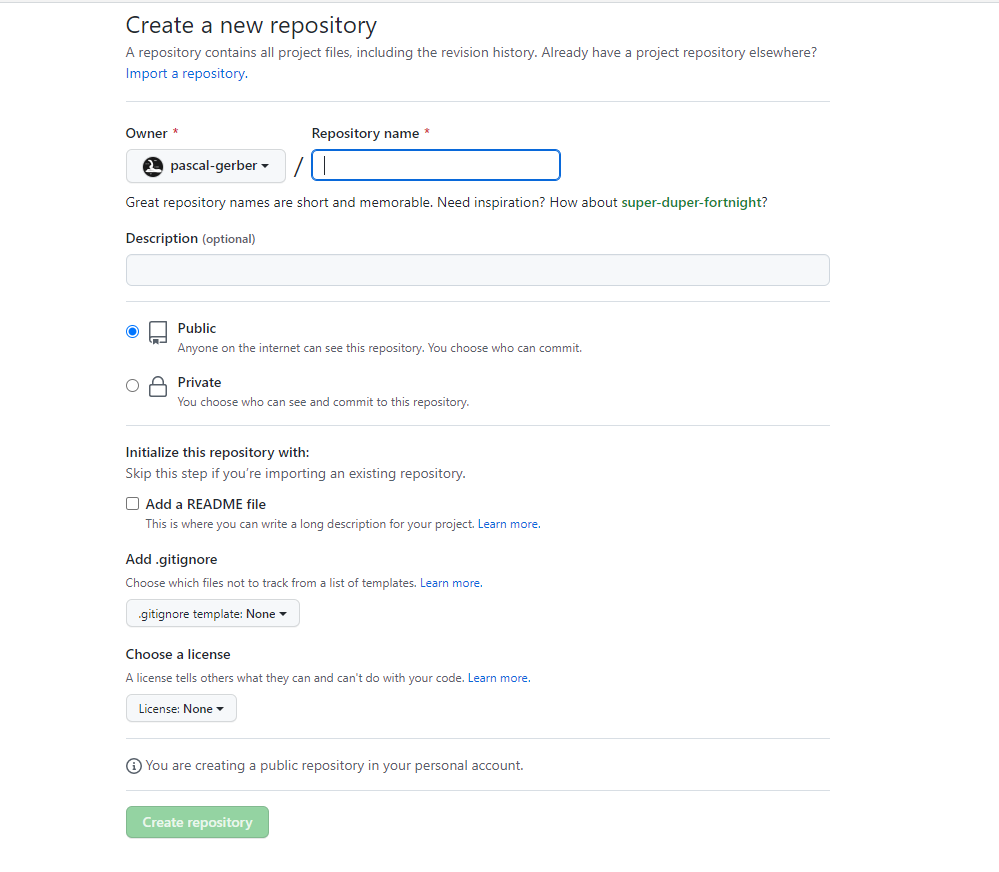 Create a new repository
A repository contains all project files, including the revision history. Already have a project repository elsewhere?
Import a repository.
Owner * Repository name *
pascal-gerber /
Great repository names are short and memorable. Need inspiration? How about super-duper-fortnight?
Description (optional)
Public
Anyone on the internet can see this repository. You choose who can commit.
Private
You choose who can see and commit to this repository.
Initialize this repository with:
Skip this step if you're importing an existing repository.
Add a README file
This is where you can write a long description for your project. Learn more.
Add .gitignore
Choose which files not to track from a list of templates. Learn more.
.gitignore template: None
Choose a license
A license tells others what they can and can't do with your code. Learn more.
License: None
You are creating a public repository in your personal account.
Create repository